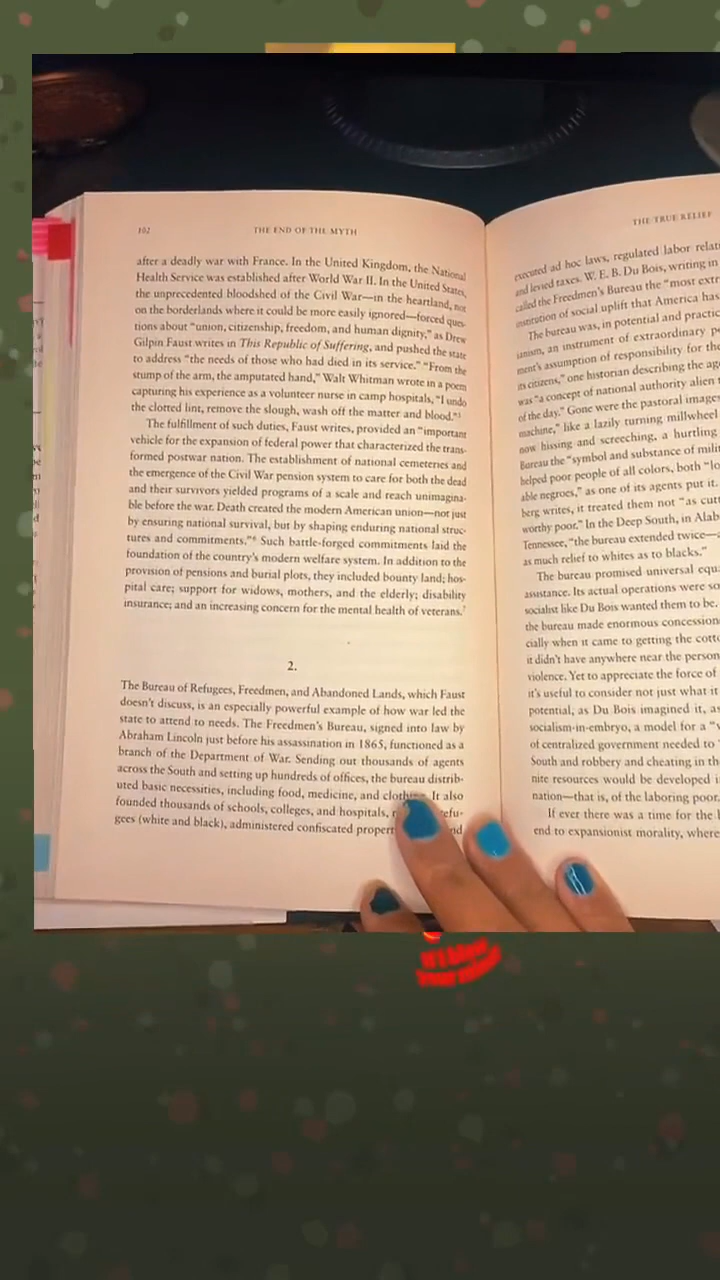 102
THE END OF THE MYTH
after a deadly war with France. In the United Kingdom, the National
Health Service was established after World War II. In the United States,
the unprecedented bloodshed of the Civil War—in the heartland, not
on the borderlands where it could be more easily ignored—forced ques-
tions about "union, citizenship, freedom, and human dignity," as Drew
Gilpin Faust writes in This Republic of Suffering, and pushed the state
to address "the needs of those who had died in its service." "From the
stump of the arm, the amputated hand," Walt Whitman wrote in a poem
capturing his experience as a volunteer nurse in camp hospitals, "I undo
the clotted lint, remove the slough, wash off the matter and blood."⁵
The fulfillment of such duties, Faust writes, provided an "important
vehicle for the expansion of federal power that characterized the trans-
formed postwar nation. The establishment of national cemeteries and
the emergence of the Civil War pension system to care for both the dead
and their survivors yielded programs of a scale and reach unimagina-
ble before the war. Death created the modern American union—not just
by ensuring national survival, but by shaping enduring national struc-
tures and commitments."⁶ Such battle-forged commitments laid the
foundation of the country's modern welfare system. In addition to the
provision of pensions and burial plots, they included bounty land; hos-
pital care; support for widows, mothers, and the elderly; disability
insurance; and an increasing concern for the mental health of veterans.⁷
2.
The Bureau of Refugees, Freedmen, and Abandoned Lands, which Faust
doesn't discuss, is an especially powerful example of how war led the
state to attend to needs. The Freedmen's Bureau, signed into law by
Abraham Lincoln just before his assassination in 1865, functioned as a
branch of the Department of War. Sending out thousands of agents
across the South and setting up hundreds of offices, the bureau distrib-
uted basic necessities, including food, medicine, and clothing. It also
founded thousands of schools, colleges, and hospitals, refu-
gees (white and black), administered confiscated
THE TRUE RELIEF
executed ad hoc laws, regulated labor
and levied taxes. W. E. B. Du Bois, writing in
called the Freedmen's Bureau the "most
institution of social uplift that America has
The bureau was, in potential and
ianism, an instrument of extraordinary
ment's assumption of responsibility for the
its citizens," one historian describing the
was "a concept of national authority alien
of the day." Gone were the pastoral images
machine," like a lazily turning millwheel
now hissing and screeching, a hurtling
Bureau the "symbol and substance of
helped poor people of all colors, both
able negroes," as one of its agents put it.
berg writes, it treated them not "as
worthy poor." In the Deep South, in
Tennessee, "the bureau extended twice—
as much relief to whites as to blacks."
The bureau promised universal
assistance. Its actual operations were
socialist like Du Bois wanted them to be.
the bureau made enormous
cially when it came to getting the
it didn't have anywhere near the
violence. Yet to appreciate the force of
it's useful to consider not just what it
potential, as Du Bois imagined it, as
socialism-in-embryo, a model for a
of centralized government needed to
South and robbery and cheating in
nite resources would be developed
nation—that is, of the laboring poor.
If ever there was a time for the
end to expansionist morality, where